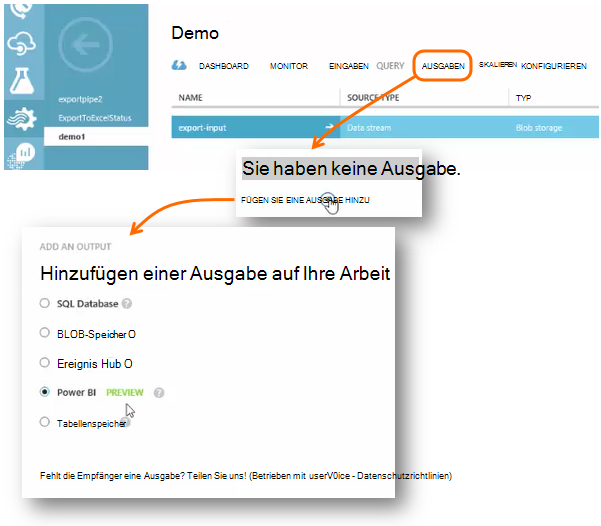 Demo
DASHBOARD MONITOR EINGABEN QUERY AUSGABEN SKALIEREN KONFIGURIEREN
exportpipe2
ExportToExcelStatus
demo1
NAME SOURCE TYPE TYP
export-input Data stream Blob storage
Sie haben keine Ausgabe.
FÜGEN SIE EINE AUSGABE HINZU
ADD AN OUTPUT
Hinzufügen einer Ausgabe auf Ihre Arbeit
SQL Database ?
BLOB-Speicher O
Ereignis Hub O
Power BI PREVIEW ?
Tabellenspeicher
Fehlt die Empfänger eine Ausgabe? Teilen Sie uns! (Betrieben mit userV0ice - Datenschutzrichtlinien)